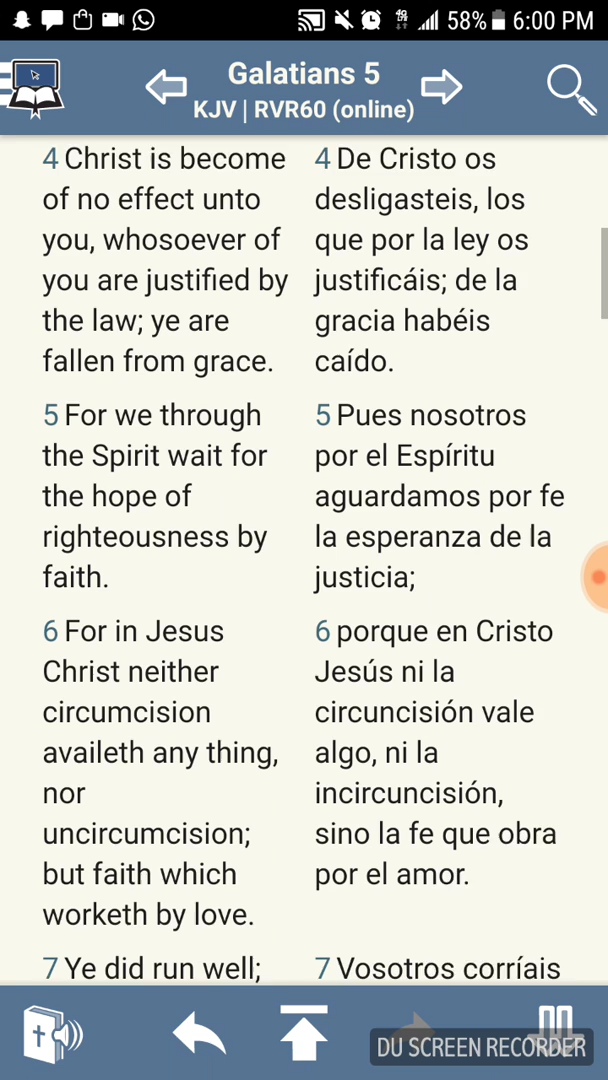 58% 6:00 PM
Galatians 5
KJV | RVR60 (online)
4 Christ is become
of no effect unto
you, whosoever of
you are justified by
the law; ye are
fallen from grace.
5 For we through
the Spirit wait for
the hope of
righteousness by
faith.
6 For in Jesus
Christ neither
circumcision
availeth any thing,
nor
uncircumcision;
but faith which
worketh by love.
7 Ye did run well;
4 De Cristo os
desligasteis, los
que por la ley os
justificáis; de la
gracia habéis
caído.
5 Pues nosotros
por el Espíritu
aguardamos por fe
la esperanza de la
justicia;
6 porque en Cristo
Jesús ni la
circuncisión vale
algo, ni la
incircuncisión,
sino la fe que obra
por el amor.
7 Vosotros corríais
DU SCREEN RECORDER